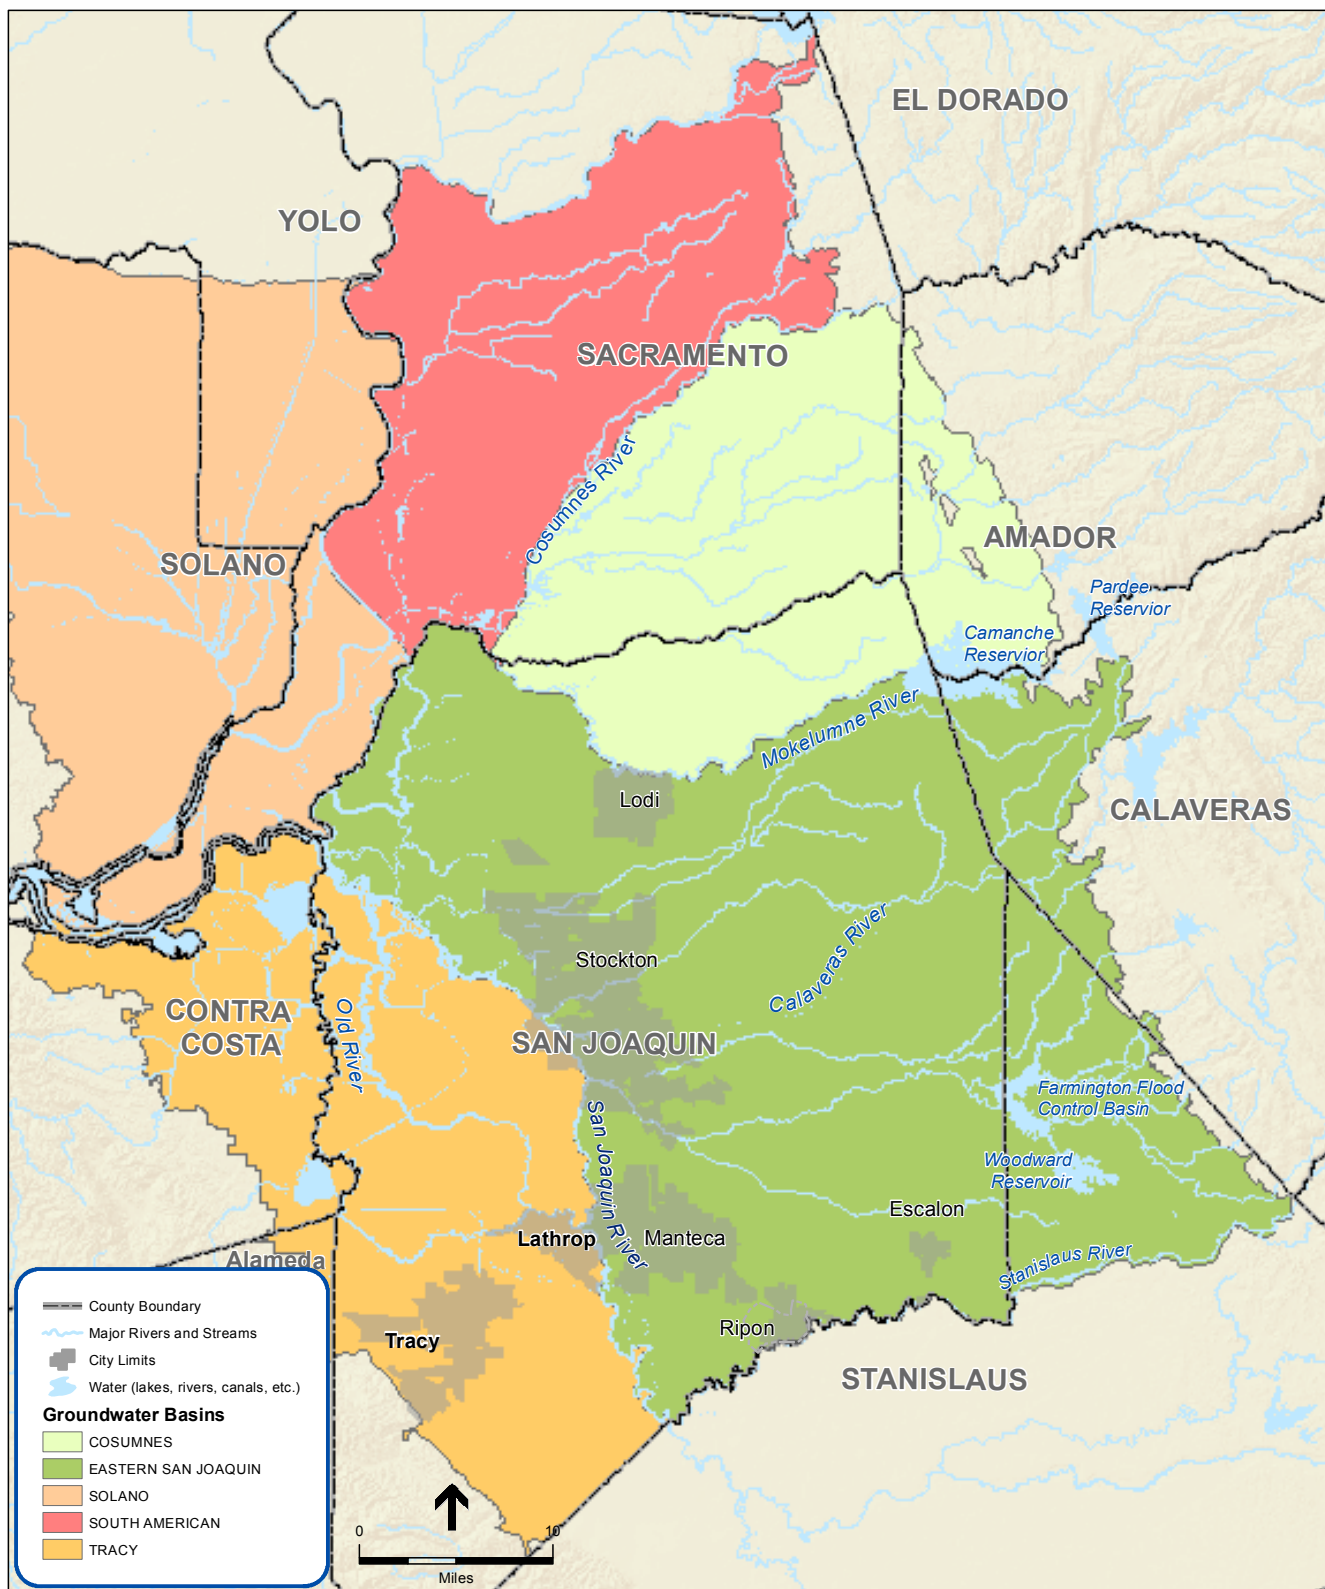 EL DORADO
YOLO
SACRAMENTO
Cosumnes River
SOLANO
AMADOR
Pardee
Reservior
Camanche
Reservior
Mokelumne River
Lodi
CALAVERAS
Stockton
Calaveras River
CONTRA
COSTA
Old River
SAN JOAQUIN
Farmington Flood
Control Basin
San Joaquin River
Woodward
Reservoir
Escalon
Lathrop
Manteca
Alameda
Stanislaus River
Tracy
Ripon
STANISLAUS
County Boundary
Major Rivers and Streams
City Limits
Water (lakes, rivers, canals, etc.)
Groundwater Basins
COSUMNES
EASTERN SAN JOAQUIN
SOLANO
SOUTH AMERICAN
TRACY
0 10
Miles